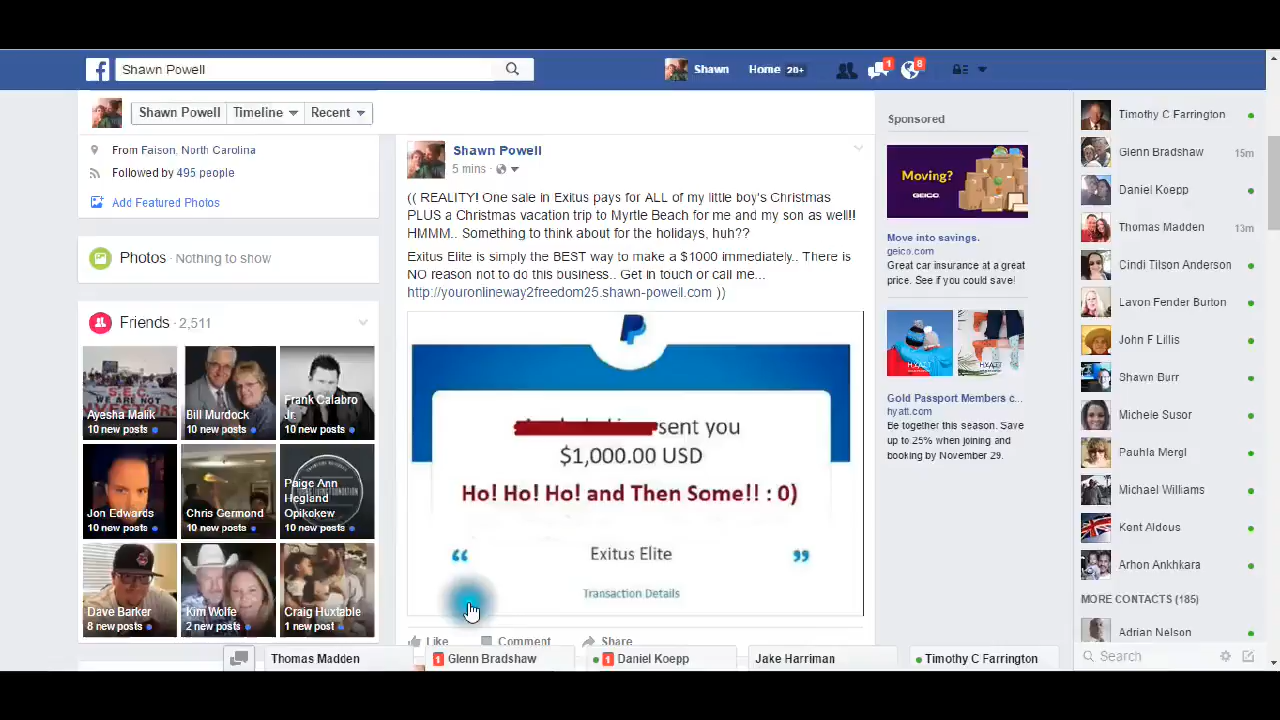 Shawn Powell
Shawn
Home 20+
1
8
Shawn Powell
Timeline
Recent
From Faison, North Carolina
Followed by 495 people
Add Featured Photos
Photos · Nothing to show
Friends · 2,511
Ayesha Malik
10 new posts
Bill Murdock
10 new posts
Frank Calabro
Jr.
10 new posts
Jon Edwards
10 new posts
Chris Germond
10 new posts
Paige Ann
Hegland
Opikokew
10 new posts
Dave Barker
8 new posts
Kim Wolfe
2 new posts
Craig Huxtable
1 new post
Shawn Powell
5 mins ·
(( REALITY! One sale in Exitus pays for ALL of my little boy's Christmas
PLUS a Christmas vacation trip to Myrtle Beach for me and my son as well!!
HMMM.. Something to think about for the holidays, huh??
Exitus Elite is simply the BEST way to make a $1000 immediately.. There is
NO reason not to do this business.. Get in touch or call me...
http://youronlineway2freedom25.shawn-powell.com ))
sent you
$1,000.00 USD
Ho! Ho! Ho! and Then Some!! : 0)
“ Exitus Elite ”
Transaction Details
Like
Comment
Share
Sponsored
Moving?
GEICO
Move into savings.
geico.com
Great car insurance at a great
price. See if you could save!
HYATT
HYATT
Gold Passport Members c...
hyatt.com
Be together this season. Save
up to 25% when joining and
booking by November 29.
Timothy C Farrington
Glenn Bradshaw 15m
Daniel Koepp
Thomas Madden 13m
Cindi Tilson Anderson
Lavon Fender Burton
John F Lillis
Shawn Burr
Michele Susor
Paulila Mergl
Michael Williams
Kent Aldous
Arhon Ankhkara
MORE CONTACTS (185)
Adrian Nelson
Search
Thomas Madden
1 Glenn Bradshaw
1 Daniel Koepp
Jake Harriman
Timothy C Farrington